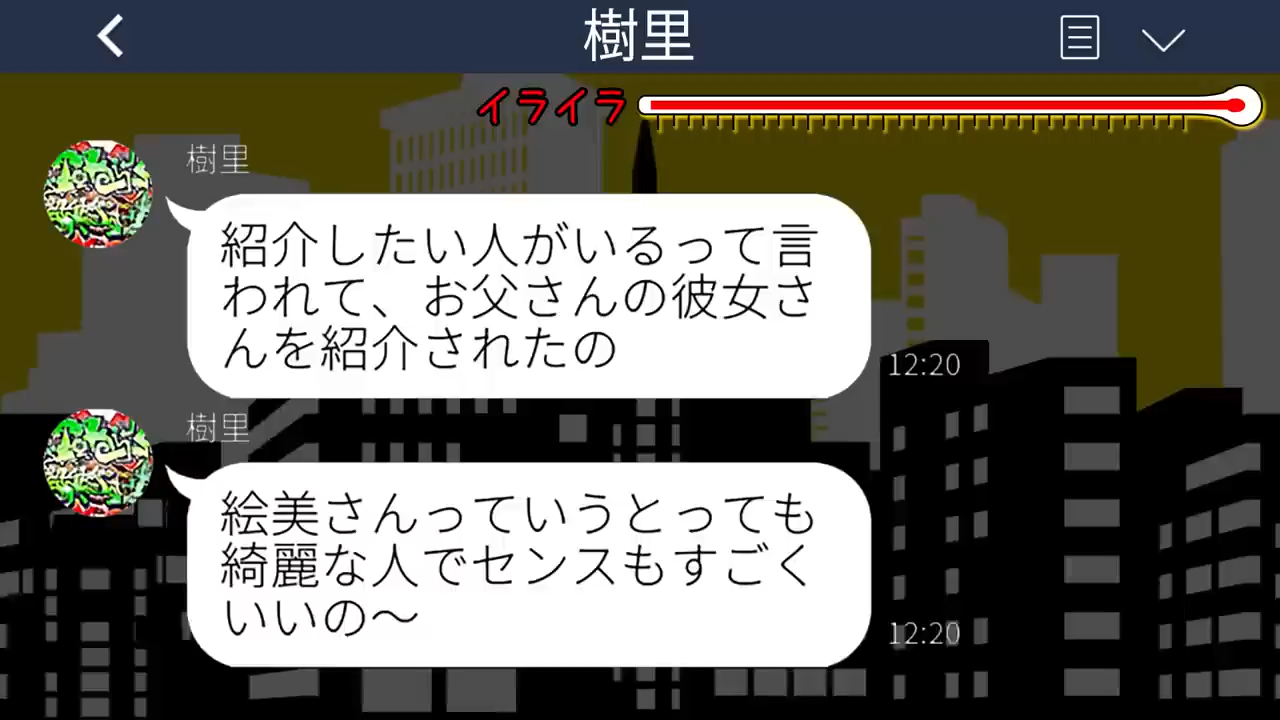 樹里
イライラ
樹里
紹介したい人がいるって言
われて、お父さんの彼女さ
んを紹介されたの
12:20
樹里
絵美さんっていうとっても
綺麗な人でセンスもすごく
いいの〜
12:20